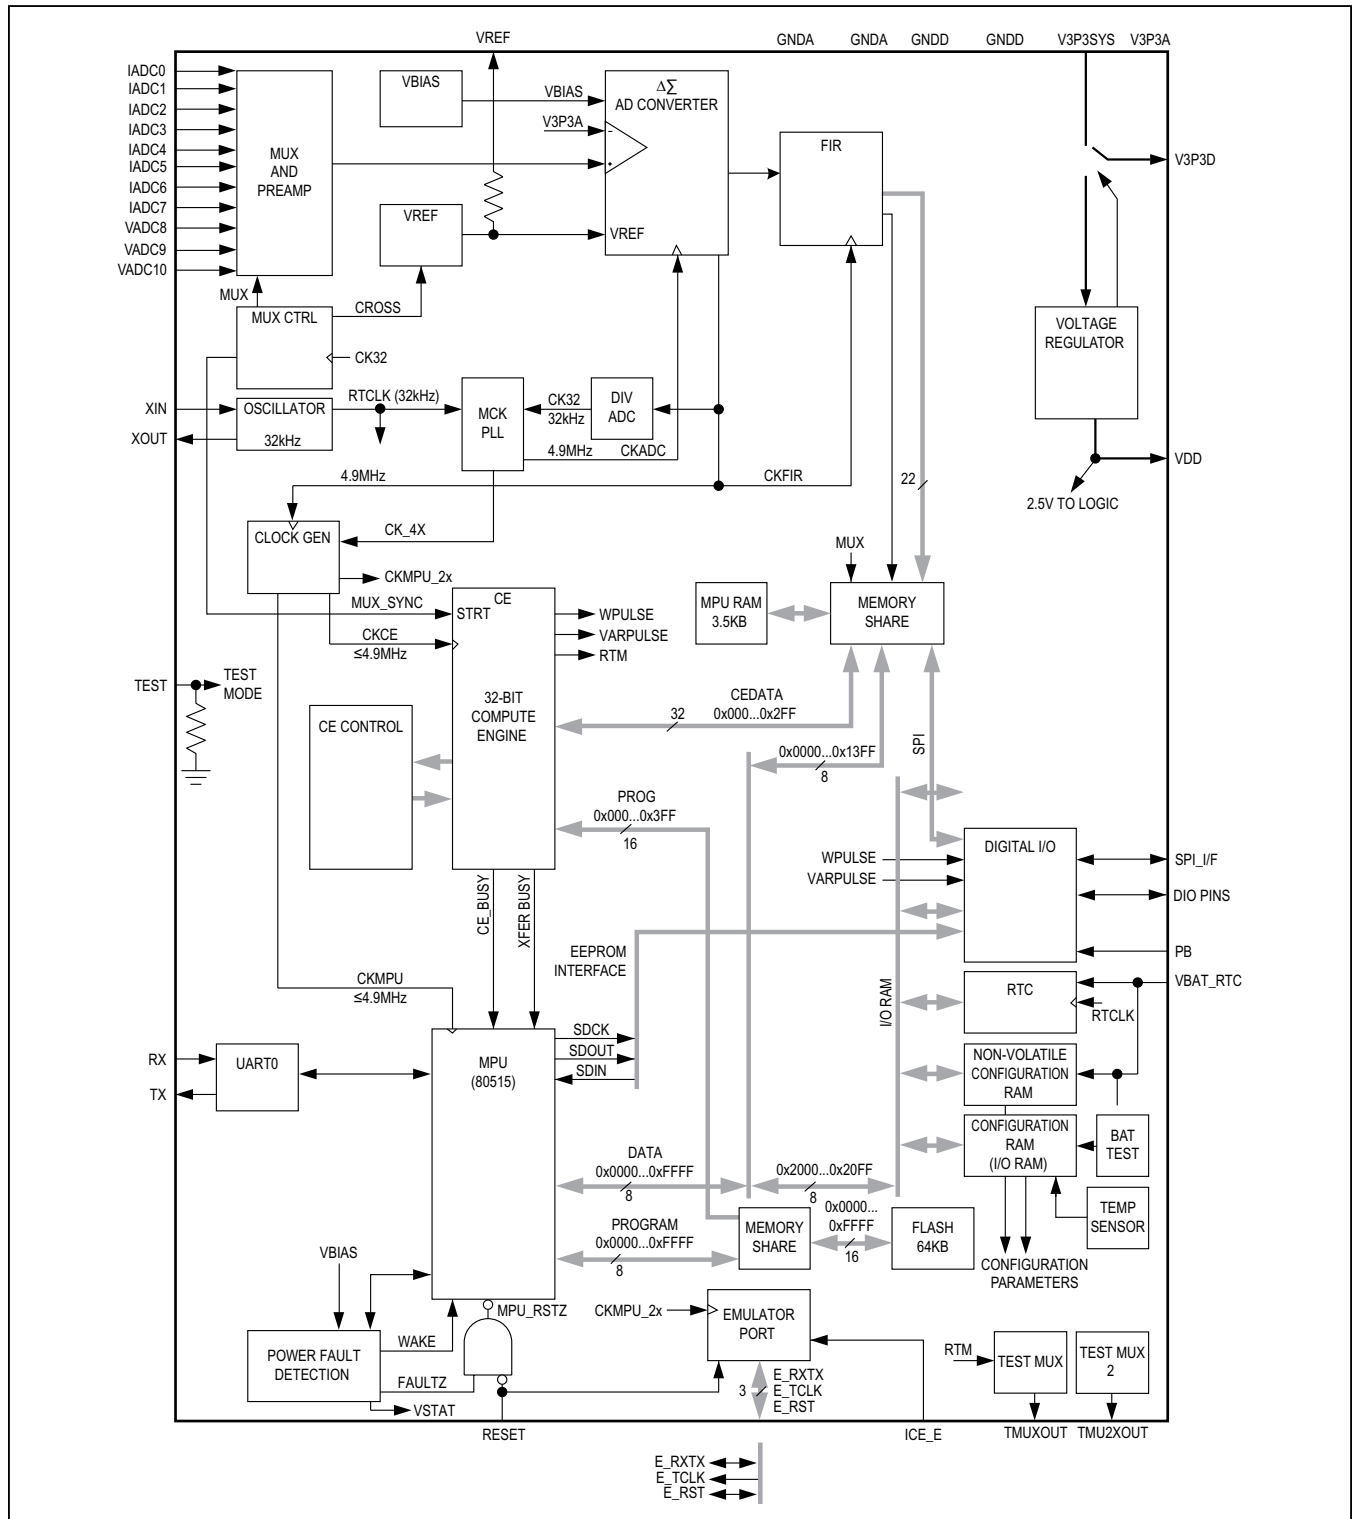 VREF
GNDA
GNDA
GNDD
GNDD
V3P3SYS
V3P3A
IADC0
IADC1
IADC2
IADC3
IADC4
IADC5
IADC6
IADC7
VADC8
VADC9
VADC10
MUX
AND
PREAMP
VBIAS
VBIAS
V3P3A
ΔΣ
AD CONVERTER
-
+
VREF
VREF
FIR
V3P3D
MUX
CROSS
MUX CTRL
CK32
VOLTAGE
REGULATOR
XIN
XOUT
OSCILLATOR
32kHz
RTCLK (32kHz)
MCK
PLL
CK32
32kHz
DIV
ADC
4.9MHz
CKADC
4.9MHz
CKFIR
22
VDD
2.5V TO LOGIC
CLOCK GEN
CK_4X
CKMPU_2x
MUX_SYNC
CKCE
≤4.9MHz
CE
STRT
WPULSE
VARPULSE
RTM
32-BIT
COMPUTE
ENGINE
MUX
MPU RAM
3.5KB
MEMORY
SHARE
TEST
TEST
MODE
CE CONTROL
CEDATA
32
0x000...0x2FF
0x0000...0x13FF
8
SPI
PROG
0x000...0x3FF
16
WPULSE
VARPULSE
DIGITAL I/O
SPI_I/F
DIO PINS
PB
CE_BUSY
XFER BUSY
EEPROM
INTERFACE
I/O RAM
CKMPU
≤4.9MHz
RTC
VBAT_RTC
RTCLK
RX
TX
UART0
MPU
(80515)
SDCK
SDOUT
SDIN
NON-VOLATILE
CONFIGURATION
RAM
CONFIGURATION
RAM
(I/O RAM)
BAT
TEST
TEMP
SENSOR
DATA
0x0000...0xFFFF
8
0x2000...0x20FF
8
PROGRAM
0x0000...0xFFFF
8
MEMORY
SHARE
0x0000...
0xFFFF
16
FLASH
64KB
CONFIGURATION
PARAMETERS
VBIAS
POWER FAULT
DETECTION
WAKE
FAULTZ
VSTAT
MPU_RSTZ
CKMPU_2x
EMULATOR
PORT
3
E_RXTX
E_TCLK
E_RST
RTM
TEST MUX
TEST MUX
2
RESET
ICE_E
TMUXOUT
TMU2XOUT
E_RXTX
E_TCLK
E_RST